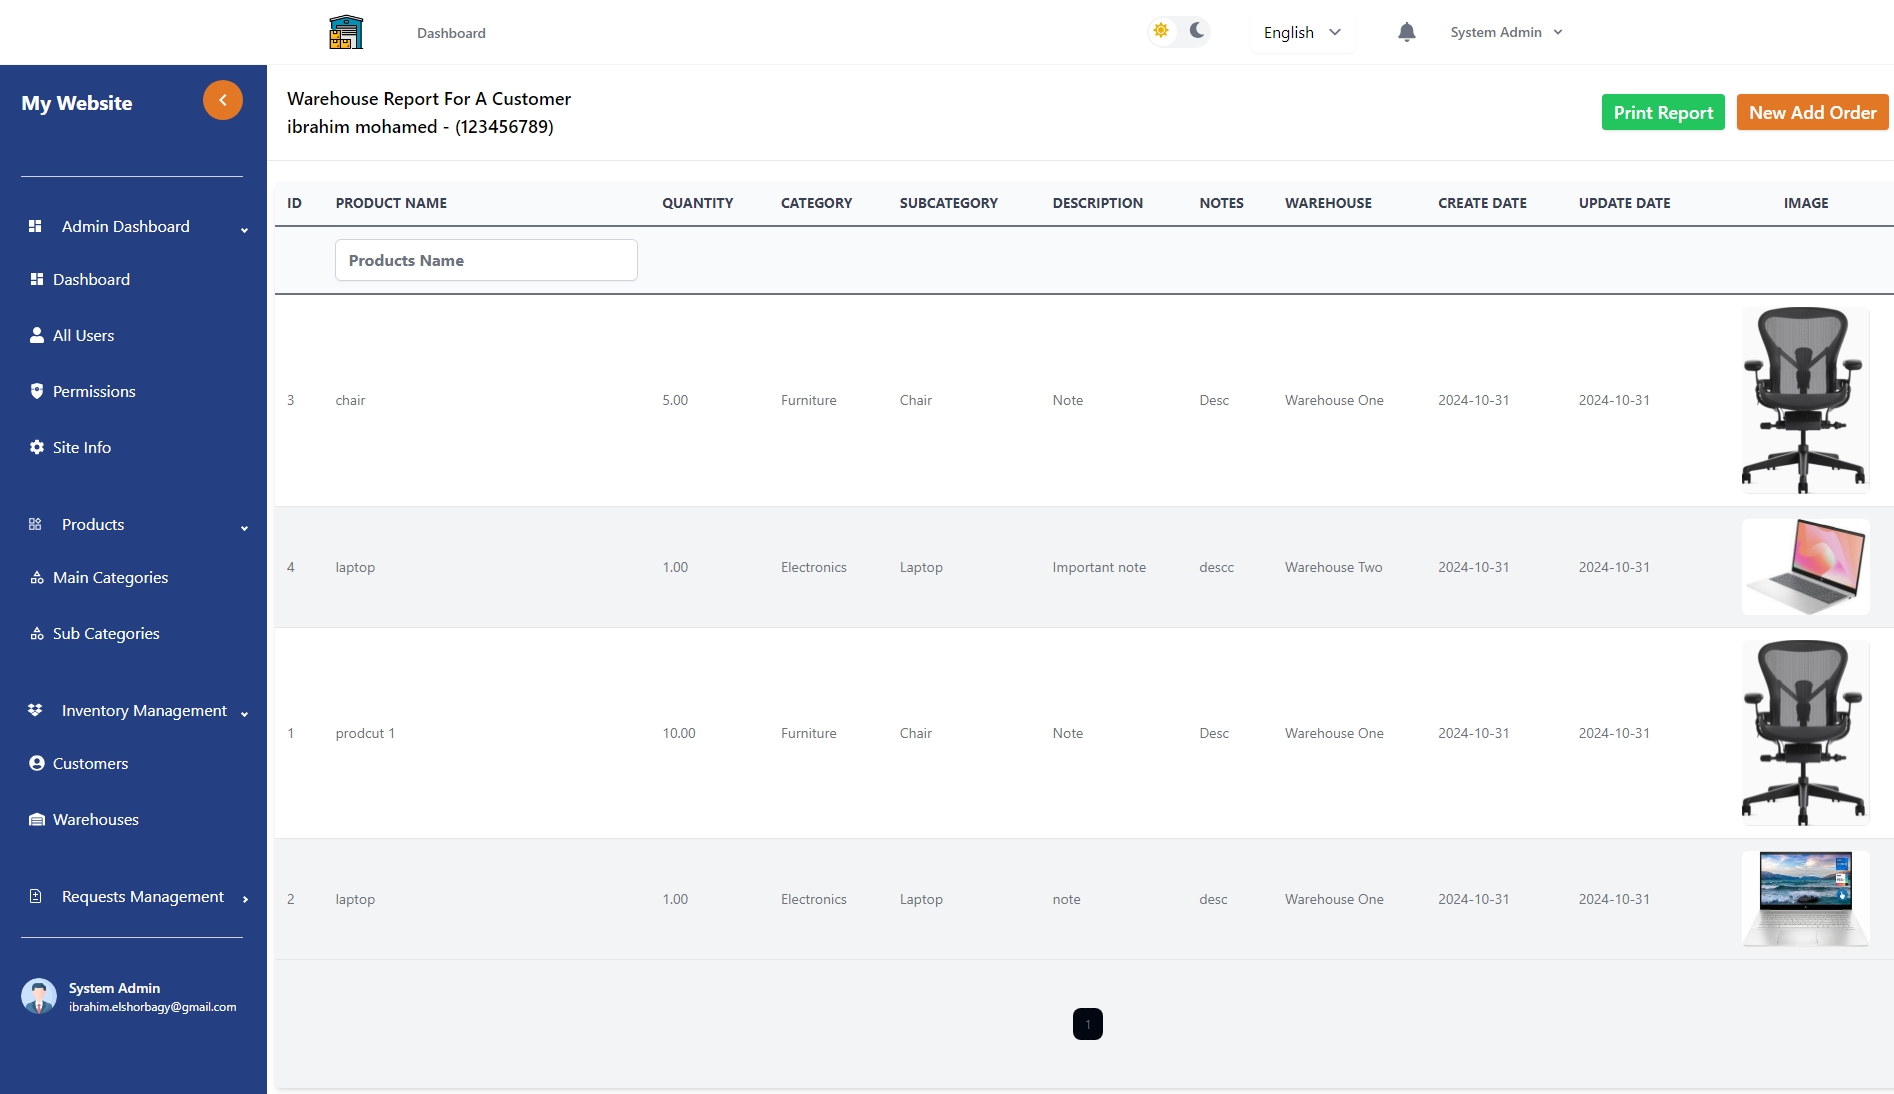 Dashboard
English
System Admin
My Website
Admin Dashboard
Dashboard
All Users
Permissions
Site Info
Products
Main Categories
Sub Categories
Inventory Management
Customers
Warehouses
Requests Management
System Admin
ibrahim.elshorbagy@gmail.com
Warehouse Report For A Customer
ibrahim mohamed - (123456789)
Print Report
New Add Order
ID PRODUCT NAME QUANTITY CATEGORY SUBCATEGORY DESCRIPTION NOTES WAREHOUSE CREATE DATE UPDATE DATE IMAGE
Products Name
3 chair 5.00 Furniture Chair Note Desc Warehouse One 2024-10-31 2024-10-31
4 laptop 1.00 Electronics Laptop Important note descc Warehouse Two 2024-10-31 2024-10-31
1 prodcut 1 10.00 Furniture Chair Note Desc Warehouse One 2024-10-31 2024-10-31
2 laptop 1.00 Electronics Laptop note desc Warehouse One 2024-10-31 2024-10-31
1